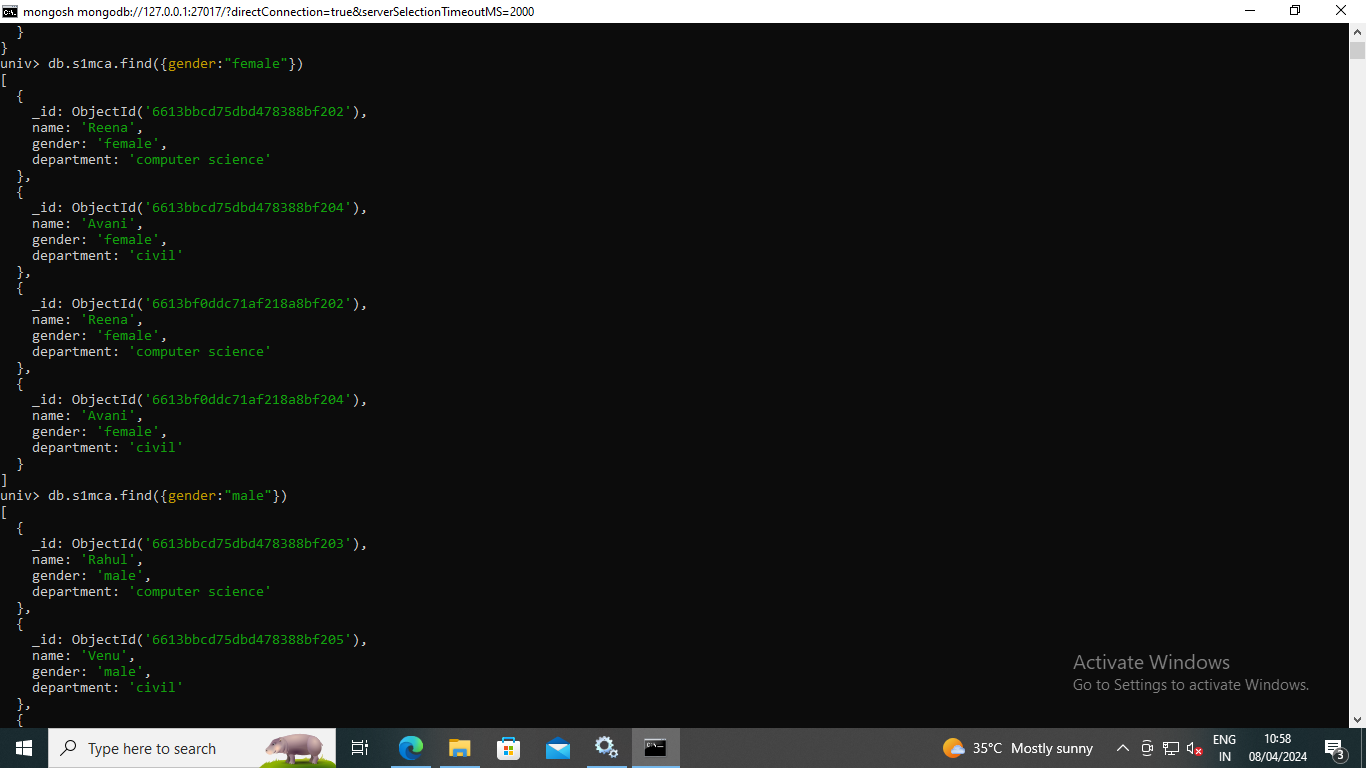 mongosh mongodb://127.0.0.1:27017/?directConnection=true&serverSelectionTimeoutMS=2000
}
}
univ> db.s1mca.find({gender:"female"})
[
{
_id: ObjectId('6613bbcd75dbd478388bf202'),
name: 'Reena',
gender: 'female',
department: 'computer science'
},
{
_id: ObjectId('6613bbcd75dbd478388bf204'),
name: 'Avani',
gender: 'female',
department: 'civil'
},
{
_id: ObjectId('6613bf0ddc71af218a8bf202'),
name: 'Reena',
gender: 'female',
department: 'computer science'
},
{
_id: ObjectId('6613bf0ddc71af218a8bf204'),
name: 'Avani',
gender: 'female',
department: 'civil'
}
]
univ> db.s1mca.find({gender:"male"})
[
{
_id: ObjectId('6613bbcd75dbd478388bf203'),
name: 'Rahul',
gender: 'male',
department: 'computer science'
},
{
_id: ObjectId('6613bbcd75dbd478388bf205'),
name: 'Venu',
gender: 'male',
department: 'civil'
},
{
Activate Windows
Go to Settings to activate Windows.
Type here to search
35°C Mostly sunny
ENG
IN
10:58
08/04/2024
3